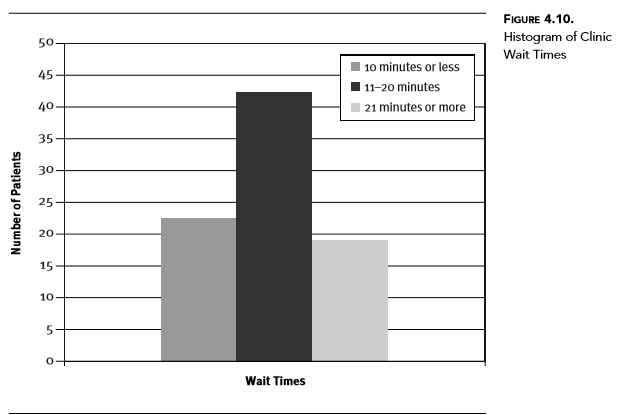 FIGURE 4.10.
Histogram of Clinic
Wait Times
50
45
40
35
30
25
20
15
10
5
0
Number of Patients
10 minutes or less
11–20 minutes
21 minutes or more
Wait Times